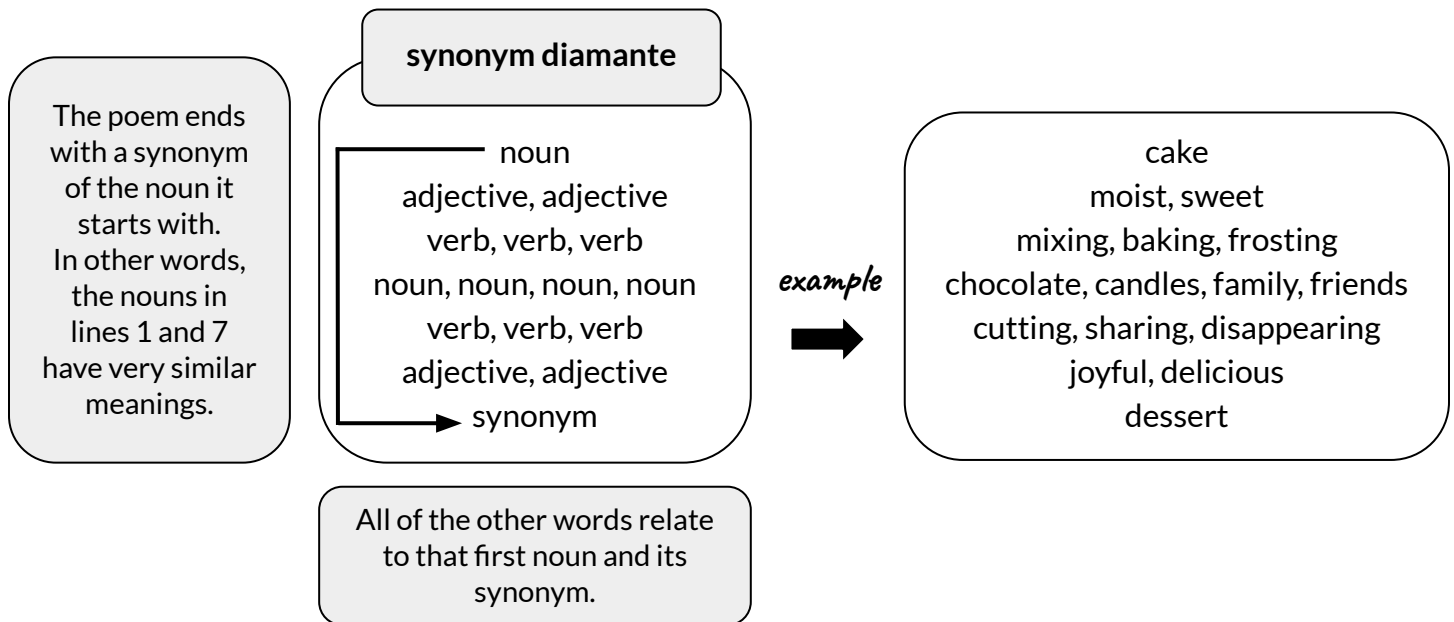 synonym diamante
The poem ends
with a synonym
of the noun it
starts with.
In other words,
the nouns in
lines 1 and 7
have very similar
meanings.
noun
adjective, adjective
verb, verb, verb
noun, noun, noun, noun
verb, verb, verb
adjective, adjective
synonym
example
cake
moist, sweet
mixing, baking, frosting
chocolate, candles, family, friends
cutting, sharing, disappearing
joyful, delicious
dessert
All of the other words relate
to that first noun and its
synonym.